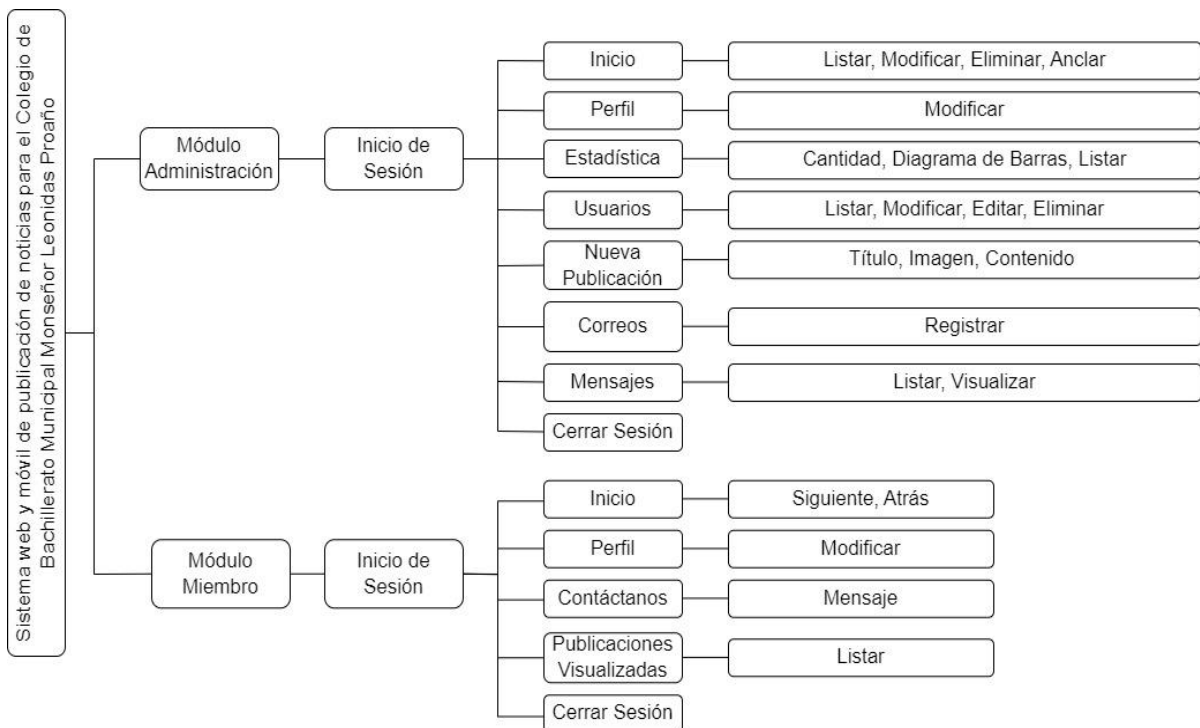 Sistema web y móvil de publicación de noticias para el Colegio de
Bachillerato Municipal Monseñor Leonidas Proaño
Módulo
Administración
Inicio de
Sesión
Inicio
Listar, Modificar, Eliminar, Anclar
Perfil
Modificar
Estadística
Cantidad, Diagrama de Barras, Listar
Usuarios
Listar, Modificar, Editar, Eliminar
Nueva
Publicación
Título, Imagen, Contenido
Correos
Registrar
Mensajes
Listar, Visualizar
Cerrar Sesión
Módulo
Miembro
Inicio de
Sesión
Inicio
Siguiente, Atrás
Perfil
Modificar
Contáctanos
Mensaje
Publicaciones
Visualizadas
Listar
Cerrar Sesión